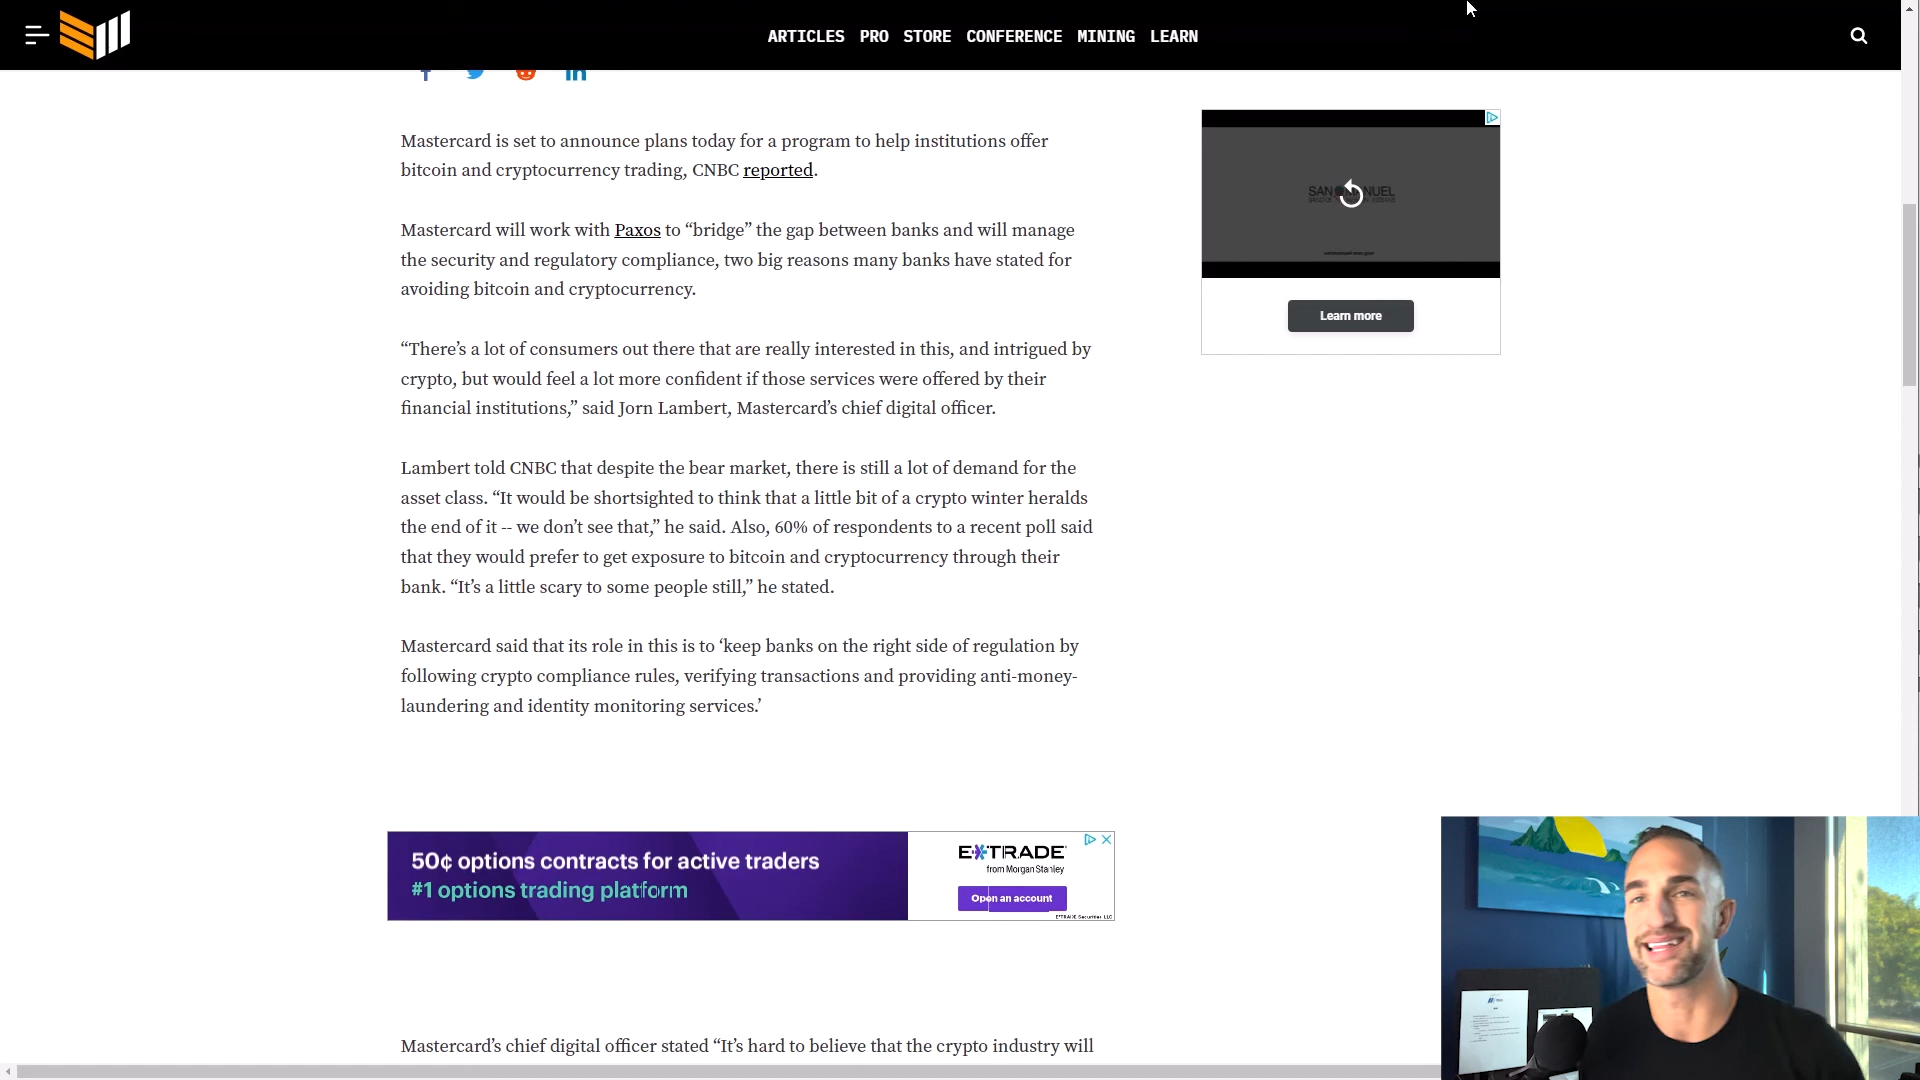 ARTICLES PRO STORE CONFERENCE MINING LEARN
Mastercard is set to announce plans today for a program to help institutions offer
bitcoin and cryptocurrency trading, CNBC reported.
Mastercard will work with Paxos to “bridge” the gap between banks and will manage
the security and regulatory compliance, two big reasons many banks have stated for
avoiding bitcoin and cryptocurrency.
“There’s a lot of consumers out there that are really interested in this, and intrigued by
crypto, but would feel a lot more confident if those services were offered by their
financial institutions,” said Jorn Lambert, Mastercard’s chief digital officer.
Lambert told CNBC that despite the bear market, there is still a lot of demand for the
asset class. “It would be shortsighted to think that a little bit of a crypto winter heralds
the end of it -- we don’t see that,” he said. Also, 60% of respondents to a recent poll said
that they would prefer to get exposure to bitcoin and cryptocurrency through their
bank. “It’s a little scary to some people still,” he stated.
Mastercard said that its role in this is to ‘keep banks on the right side of regulation by
following crypto compliance rules, verifying transactions and providing anti-money-
laundering and identity monitoring services.’
Learn more
50¢ options contracts for active traders
#1 options trading platform
E*TRADE
from Morgan Stanley
Open an account
E*TRADE Securities LLC
Mastercard’s chief digital officer stated “It’s hard to believe that the crypto industry will